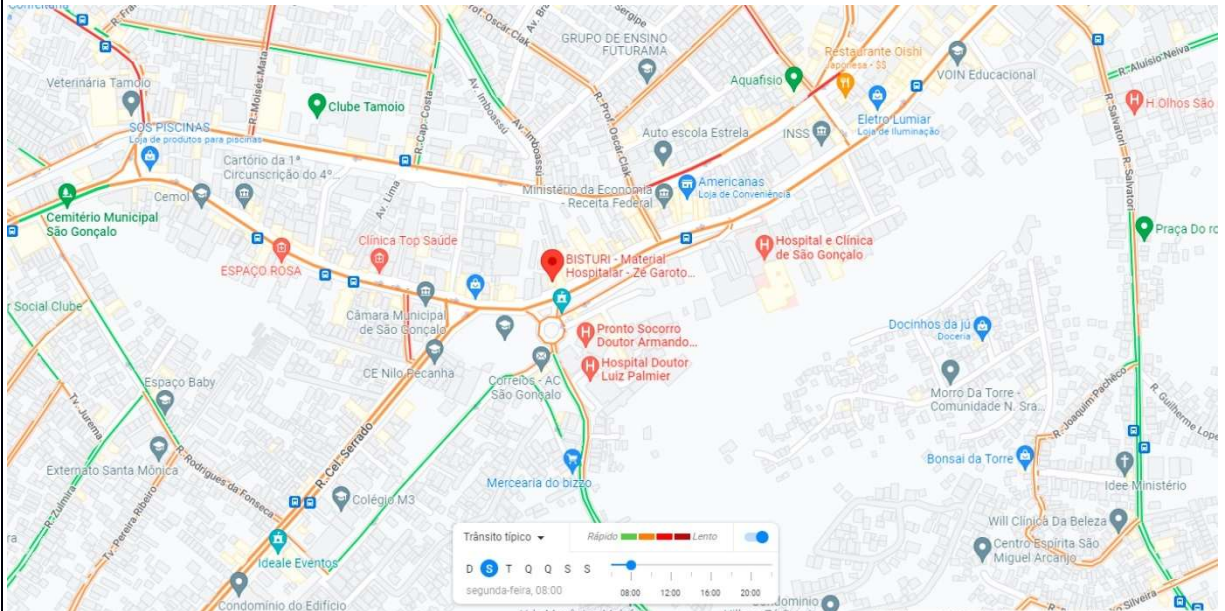 R. Moisés Mata
R. Cap. Costa
Av. Imboassú
Av. Imboassú
Prof. Oscár Clak
Sergipe
R. Prof. Oscár Clak
GRUPO DE ENSINO
FUTURAMA
Restaurante Oishi
Japonesa - $$
VOIN Educacional
R. Aluísio Neiva
Veterinária Tamoio
Clube Tamoio
Aquafisio
Eletro Lumiar
Loja de Iluminação
H.Olhos São
R. Salvatori
R. Salvatori
SOS PISCINAS
Loja de produtos para piscinas
Auto escola Estrela
INSS
Cartório da 1ª
Circunscrição do 4º...
Cemol
Av. Lima
Ministério da Economia
- Receita Federal
Americanas
Loja de Conveniência
Cemitério Municipal
São Gonçalo
Praça Do ro
Clínica Top Saúde
ESPAÇO ROSA
BISTURI - Material
Hospitalar - Zé Garoto...
Hospital e Clínica
de São Gonçalo
Social Clube
Câmara Municipal
de São Gonçalo
Pronto Socorro
Doutor Armando...
Docinhos da jú
Doceria
CE Nilo Peçanha
Correios - AC
São Gonçalo
Hospital Doutor
Luiz Palmier
Espaço Baby
Morro Da Torre -
Comunidade N. Sra...
R. Joaquim Pachêco
R. Guilherme Lope
Tv. Jurema
R. Cel. Serrado
Externato Santa Mônica
R. Rodrigues da Fonseca
Mercearia do bizzo
Bonsai da Torre
Idee Ministério
R. Zulmira
Tv. Pereira Ribeiro
Colégio M3
Will Clínica Da Beleza
Centro Espírita São
Miguel Arcanjo
Ideale Eventos
Condomínio do Edifício
Silveira
Trânsito típico
Rápido
Lento
D S T Q Q S S
segunda-feira, 08:00
08:00 12:00 16:00 20:00